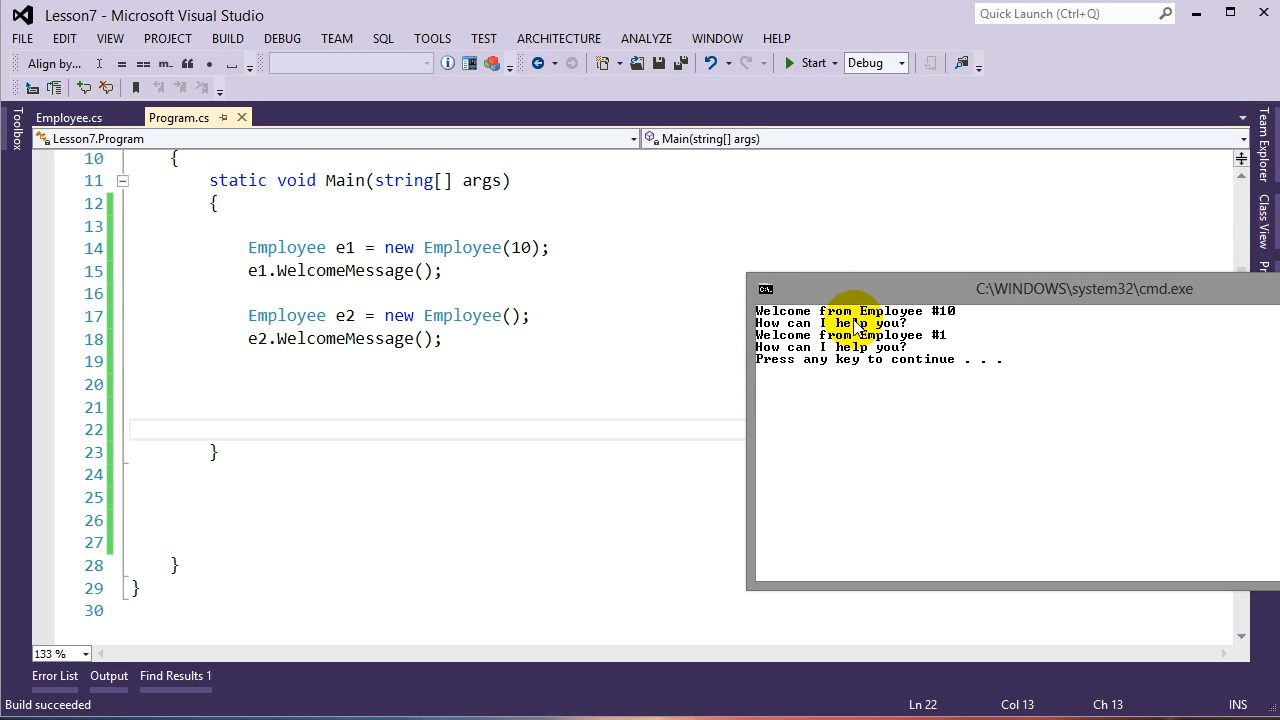 Lesson7 - Microsoft Visual Studio
Quick Launch (Ctrl+Q)
FILE EDIT VIEW PROJECT BUILD DEBUG TEAM SQL TOOLS TEST ARCHITECTURE ANALYZE WINDOW HELP
Align by... Start Debug
Employee.cs Program.cs
Lesson7.Program Main(string[] args)
Toolbox
Team Explorer
Class View
10 {
11 static void Main(string[] args)
12 {
13
14 Employee e1 = new Employee(10);
15 e1.WelcomeMessage();
16
17 Employee e2 = new Employee();
18 e2.WelcomeMessage();
19
20
21
22
23 }
24
25
26
27
28 }
29 }
30
C:\WINDOWS\system32\cmd.exe
Welcome from Employee #10
How can I help you?
Welcome from Employee #1
How can I help you?
Press any key to continue . . .
133 %
Error List Output Find Results 1
Build succeeded Ln 22 Col 13 Ch 13 INS